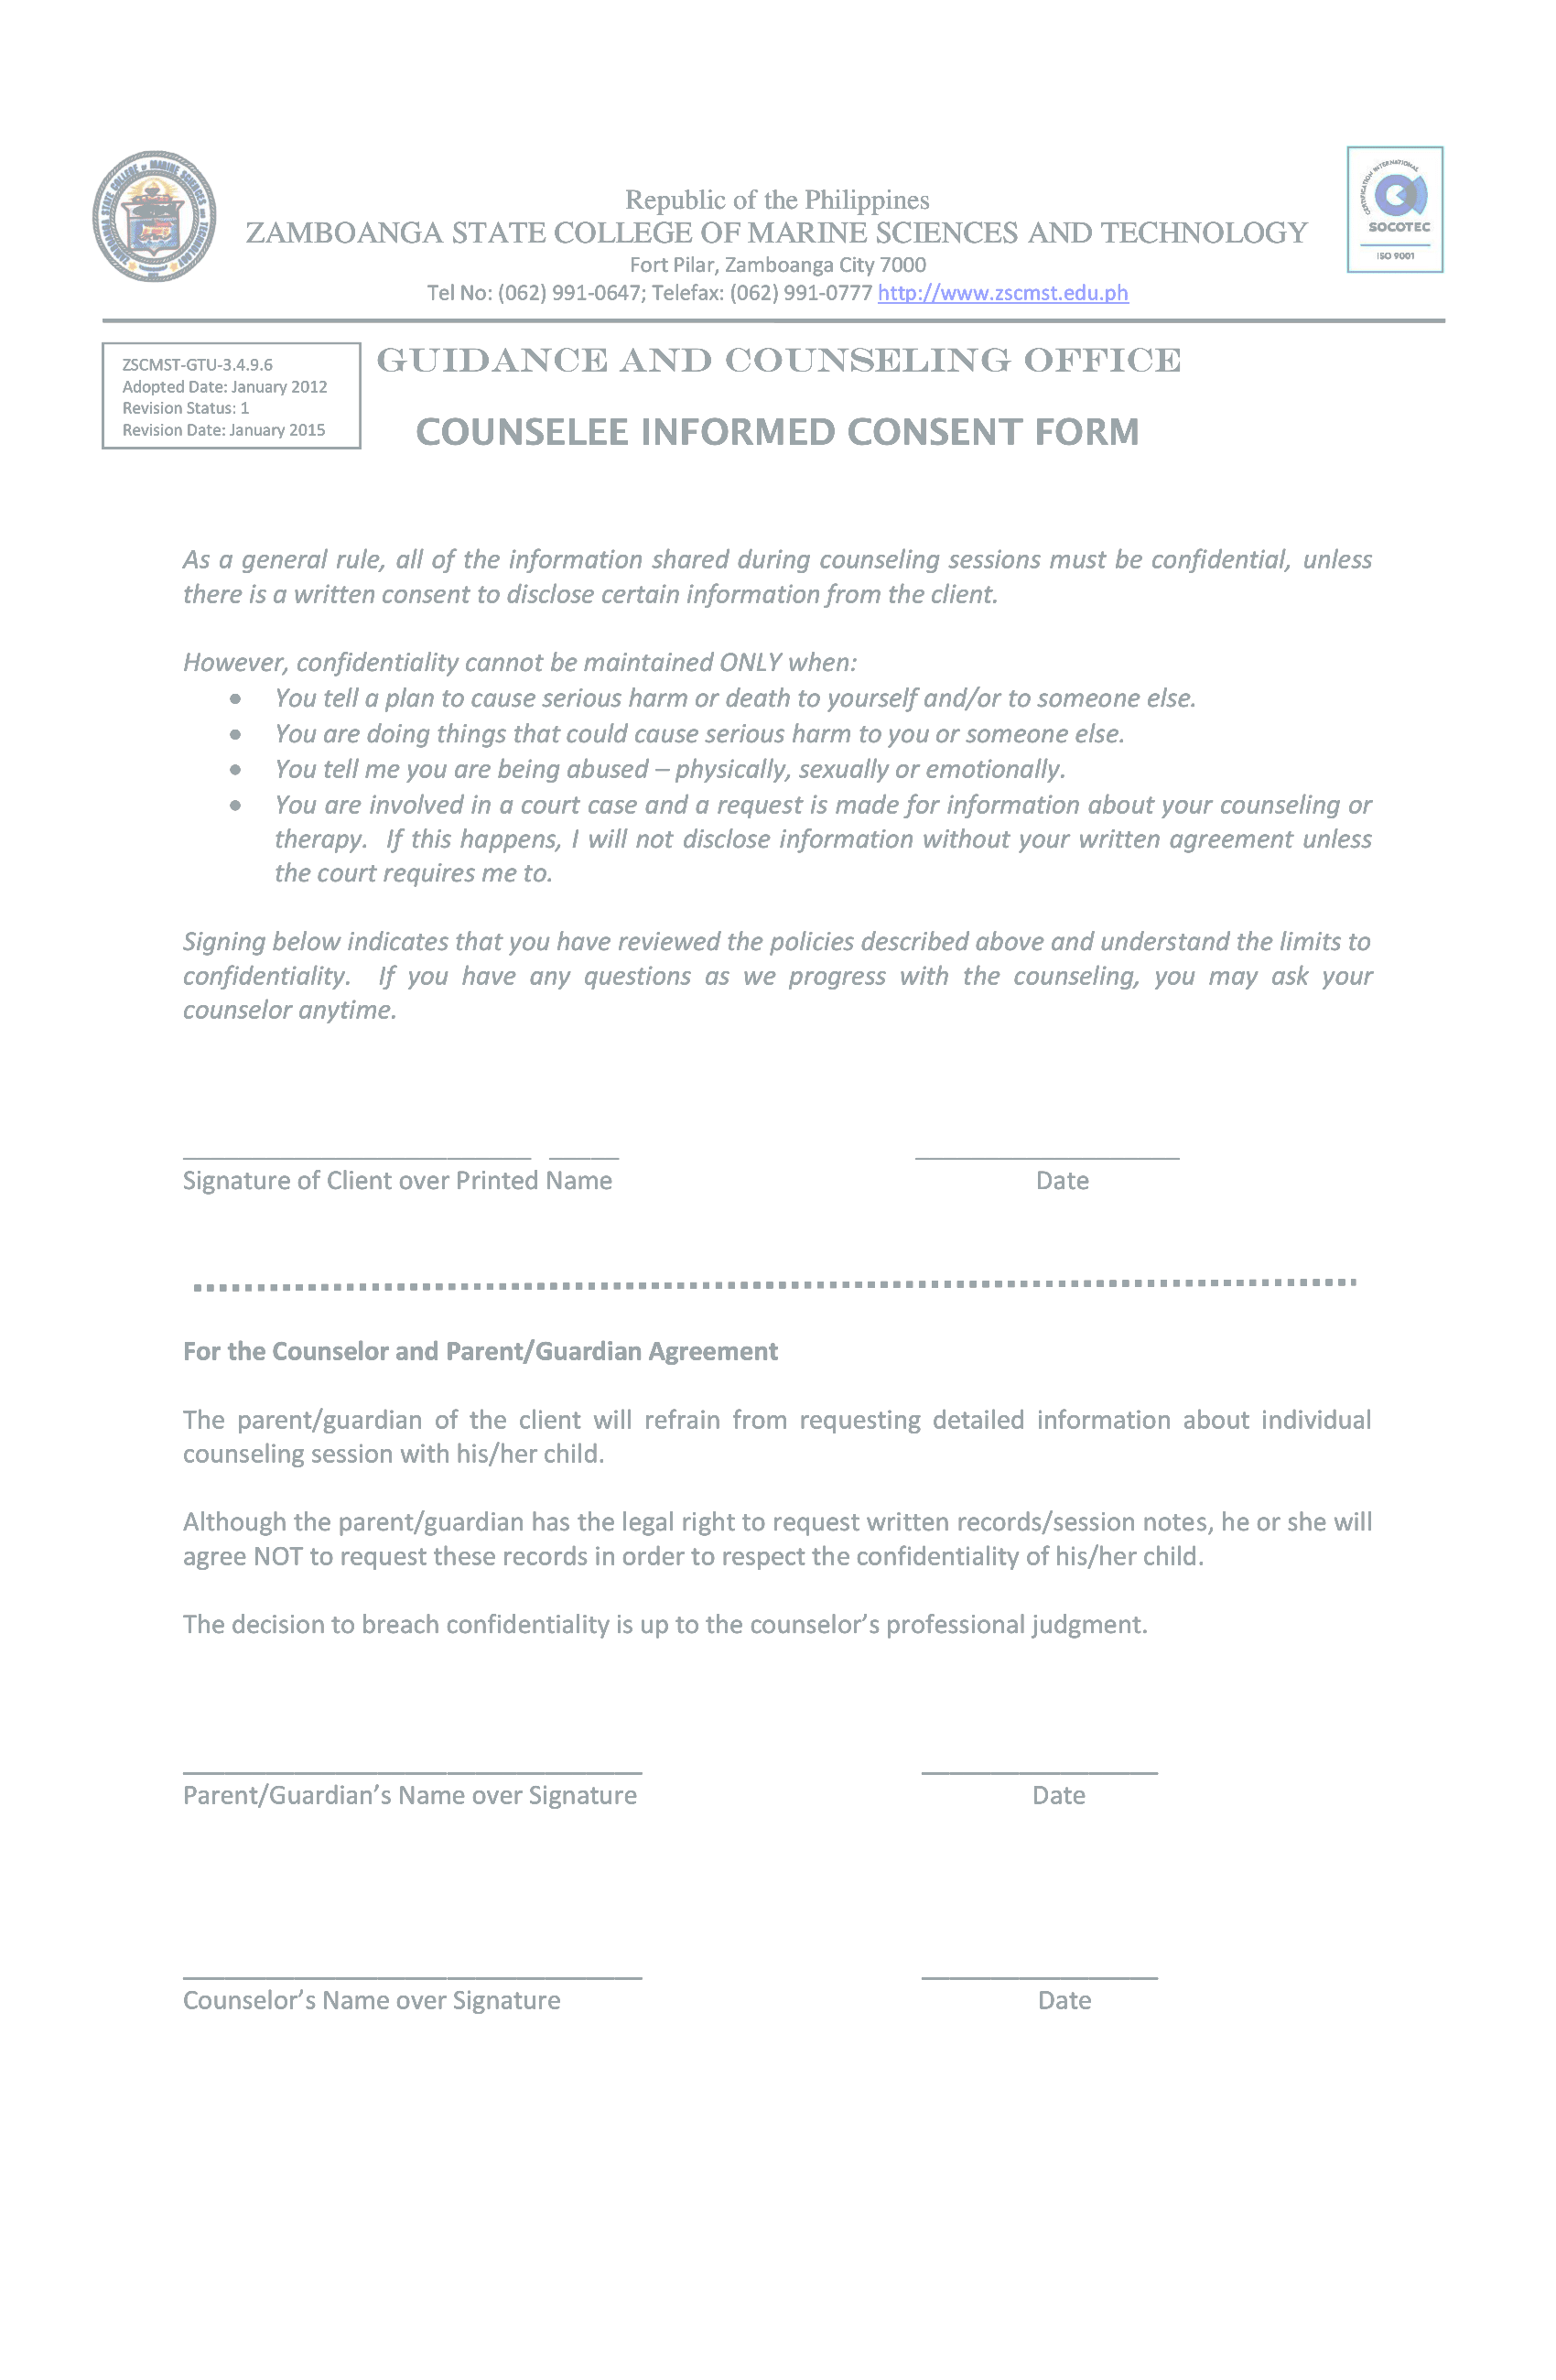 ZAMBOANGA STATE COLLEGE OF MARINE SCIENCES AND TECHNOLOGY
CERTIFICATION INTERNATIONAL
SOCOTEC
ISO 9001
Republic of the Philippines
ZAMBOANGA STATE COLLEGE OF MARINE SCIENCES AND TECHNOLOGY
Fort Pilar, Zamboanga City 7000
Tel No: (062) 991-0647; Telefax: (062) 991-0777 http://www.zscmst.edu.ph
ZSCMST-GTU-3.4.9.6
Adopted Date: January 2012
Revision Status: 1
Revision Date: January 2015
GUIDANCE AND COUNSELING OFFICE
COUNSELEE INFORMED CONSENT FORM
As a general rule, all of the information shared during counseling sessions must be confidential, unless
there is a written consent to disclose certain information from the client.
However, confidentiality cannot be maintained ONLY when:
• You tell a plan to cause serious harm or death to yourself and/or to someone else.
• You are doing things that could cause serious harm to you or someone else.
• You tell me you are being abused – physically, sexually or emotionally.
• You are involved in a court case and a request is made for information about your counseling or
therapy. If this happens, I will not disclose information without your written agreement unless
the court requires me to.
Signing below indicates that you have reviewed the policies described above and understand the limits to
confidentiality. If you have any questions as we progress with the counseling, you may ask your
counselor anytime.
Signature of Client over Printed Name Date
For the Counselor and Parent/Guardian Agreement
The parent/guardian of the client will refrain from requesting detailed information about individual
counseling session with his/her child.
Although the parent/guardian has the legal right to request written records/session notes, he or she will
agree NOT to request these records in order to respect the confidentiality of his/her child.
The decision to breach confidentiality is up to the counselor’s professional judgment.
Parent/Guardian’s Name over Signature Date
Counselor’s Name over Signature Date